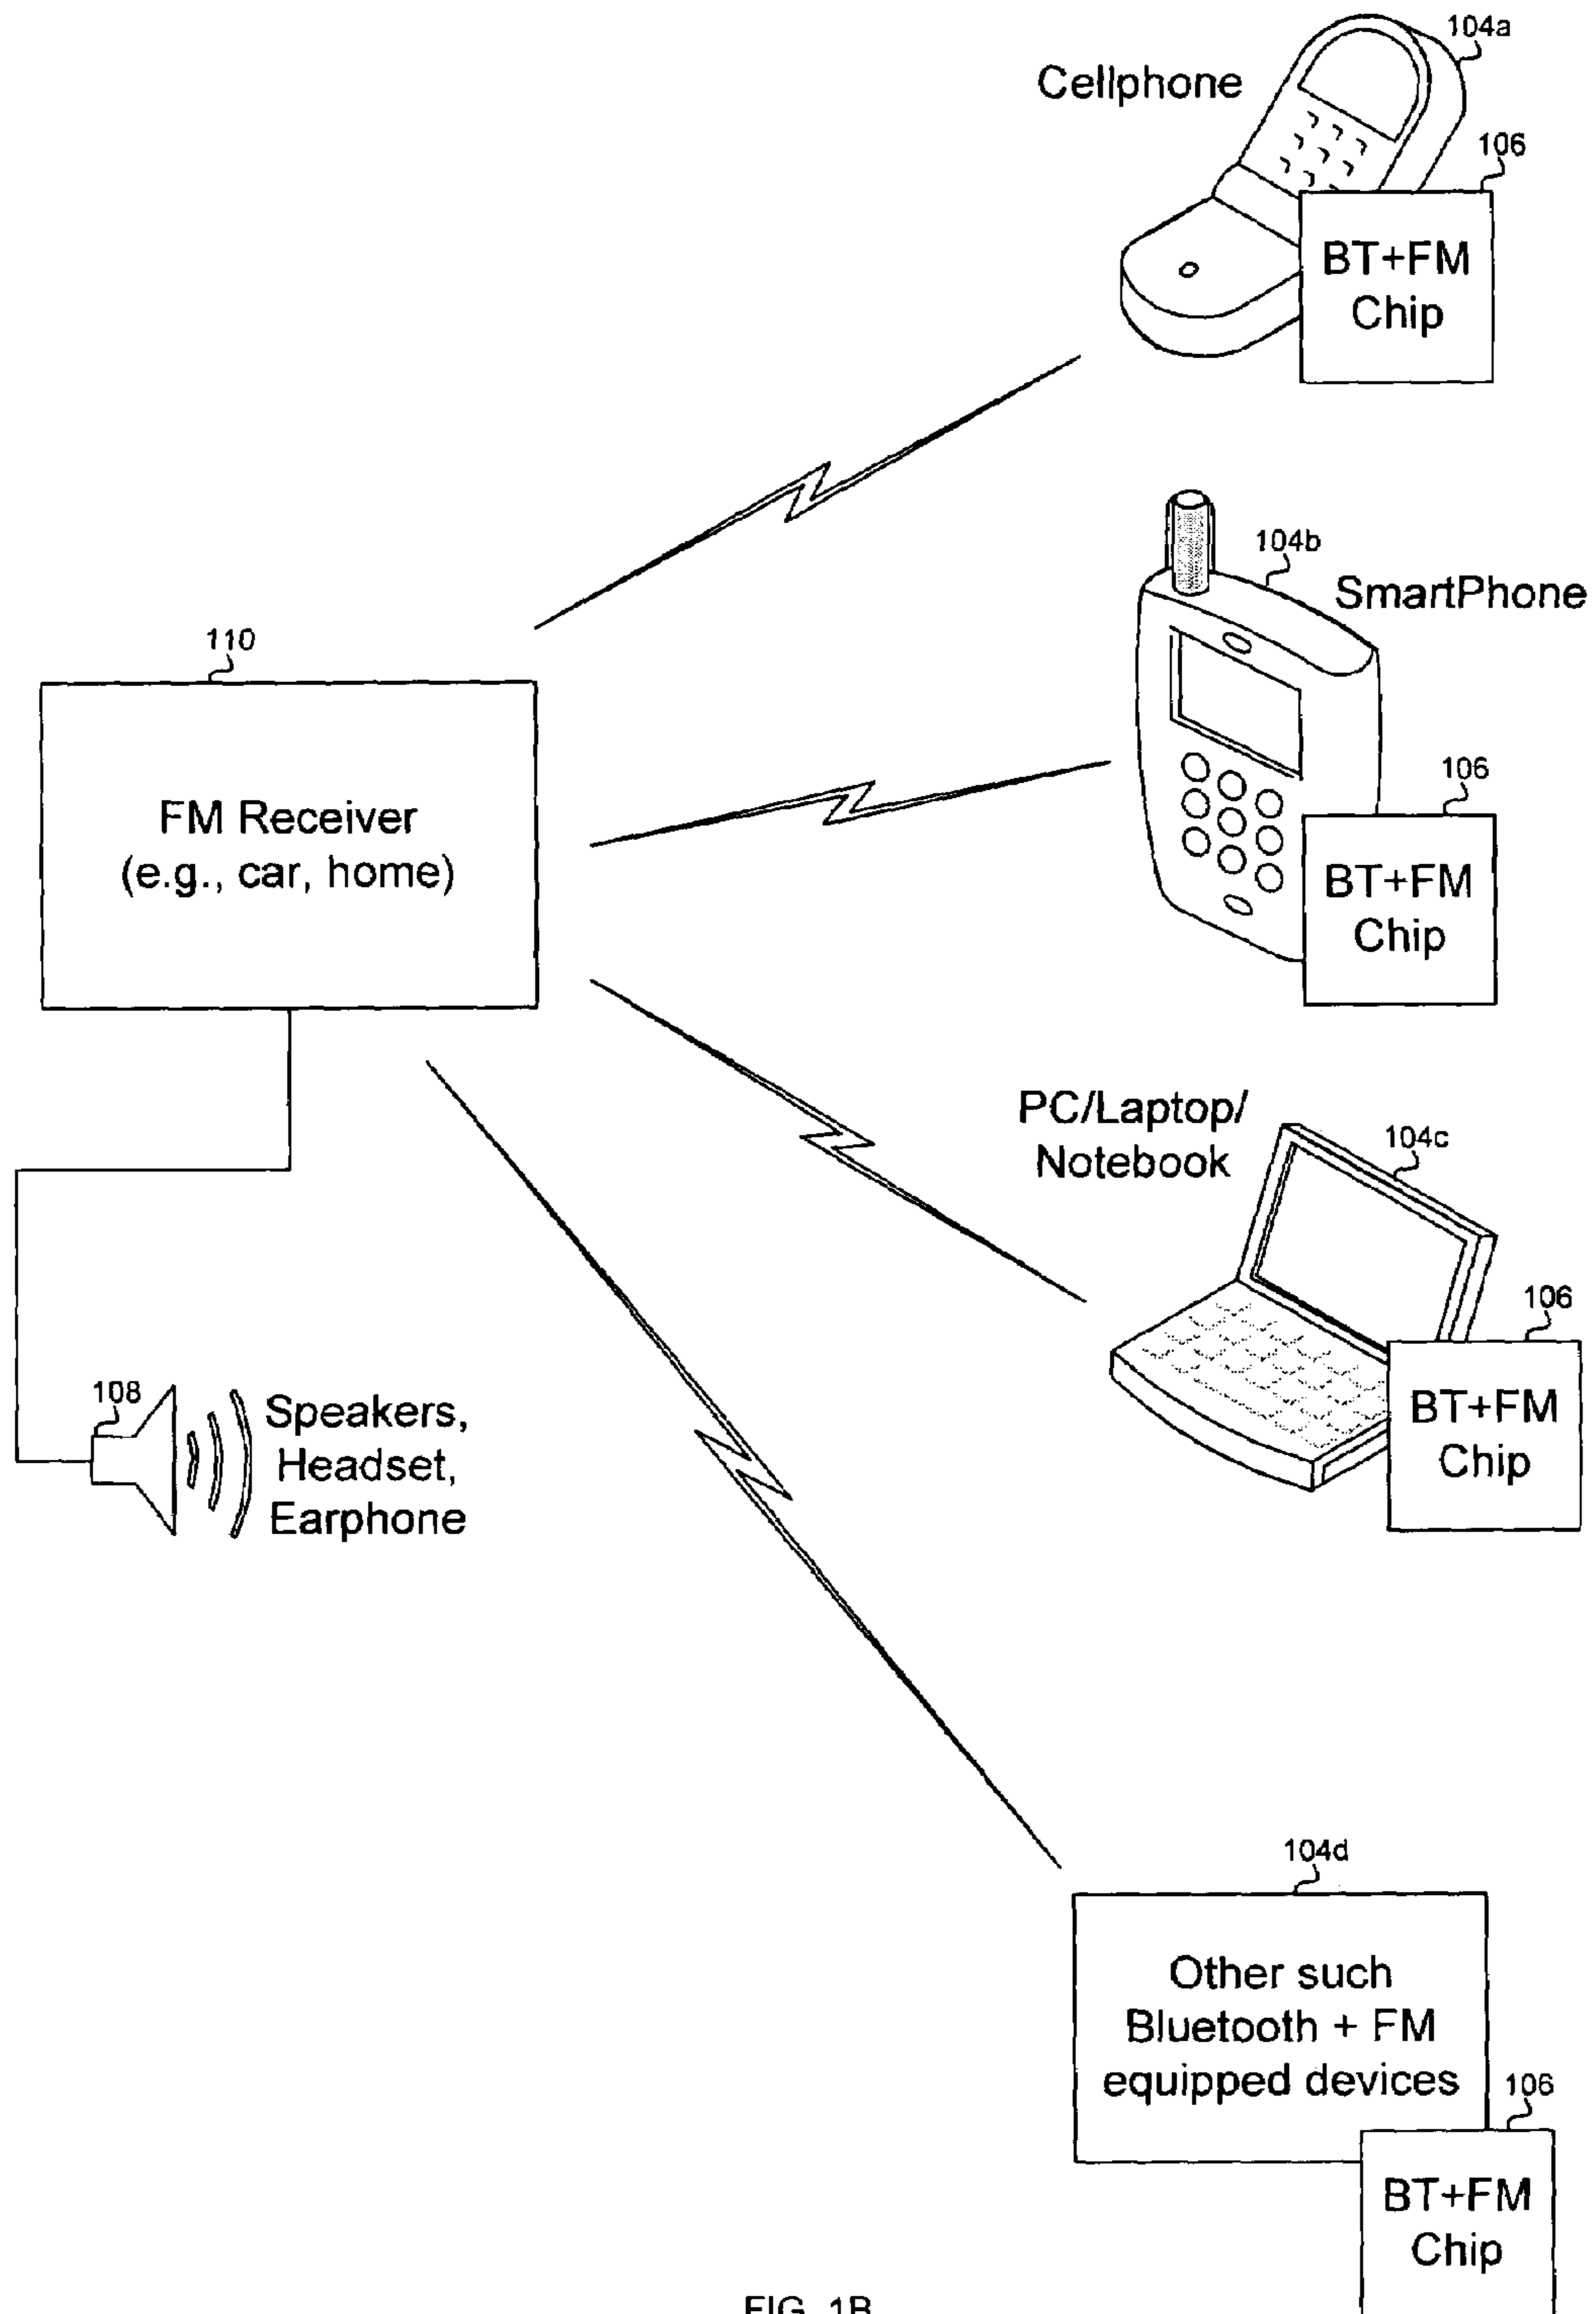 104a
Cellphone
106
BT+FM
Chip
104b
SmartPhone
110
FM Receiver
(e.g., car, home)
106
BT+FM
Chip
PC/Laptop/
Notebook
104c
106
BT+FM
Chip
108
Speakers,
Headset,
Earphone
104d
Other such
Bluetooth + FM
equipped devices
106
BT+FM
Chip
FIG. 1B